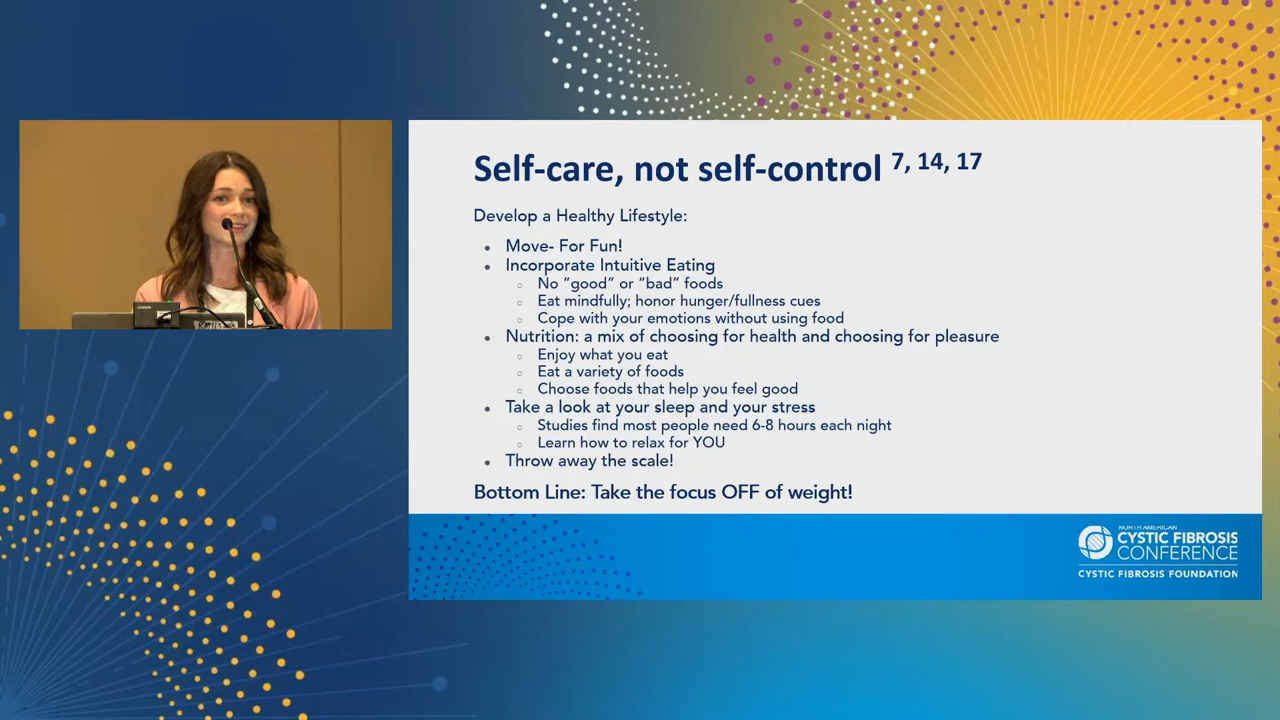 Self-care, not self-control 7, 14, 17
Develop a Healthy Lifestyle:
• Move- For Fun!
• Incorporate Intuitive Eating
○ No “good” or “bad” foods
○ Eat mindfully; honor hunger/fullness cues
○ Cope with your emotions without using food
• Nutrition: a mix of choosing for health and choosing for pleasure
○ Enjoy what you eat
○ Eat a variety of foods
○ Choose foods that help you feel good
• Take a look at your sleep and your stress
○ Studies find most people need 6-8 hours each night
○ Learn how to relax for YOU
• Throw away the scale!
Bottom Line: Take the focus OFF of weight!
NORTH AMERICAN
CYSTIC FIBROSIS
CONFERENCE
CYSTIC FIBROSIS FOUNDATION